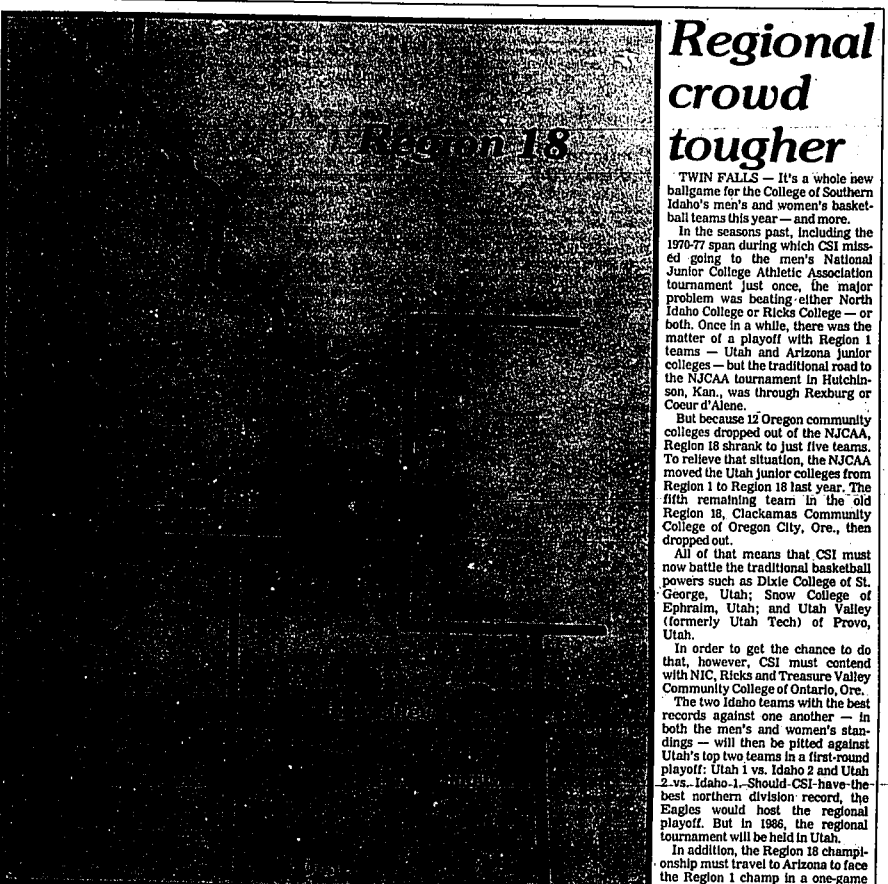 Region 18
Regional
crowd
tougher
TWIN FALLS — It's a whole new
ballgame for the College of Southern
Idaho's men's and women's basket-
ball teams this year — and more.
In the seasons past, including the
1970-77 span during which CSI miss-
ed going to the men's National
Junior College Athletic Association
tournament just once, the major
problem was beating either North
Idaho College or Ricks College — or
both. Once in a while, there was the
matter of a playoff with Region 1
teams — Utah and Arizona junior
colleges — but the traditional road to
the NJCAA tournament in Hutchin-
son, Kan., was through Rexburg or
Coeur d'Alene.
But because 12 Oregon community
colleges dropped out of the NJCAA,
Region 18 shrank to just five teams.
To relieve that situation, the NJCAA
moved the Utah junior colleges from
Region 1 to Region 18 last year. The
fifth remaining team in the old
Region 18, Clackamas Community
College of Oregon City, Ore., then
dropped out.
All of that means that CSI must
now battle the traditional basketball
powers such as Dixie College of St.
George, Utah; Snow College of
Ephraim, Utah; and Utah Valley
(formerly Utah Tech) of Provo,
Utah.
In order to get the chance to do
that, however, CSI must contend
with NIC, Ricks and Treasure Valley
Community College of Ontario, Ore.
The two Idaho teams with the best
records against one another — in
both the men's and women's stan-
dings — will then be pitted against
Utah's top two teams in a first-round
playoff: Utah 1 vs. Idaho 2 and Utah
2 vs. Idaho 1. Should CSI have the
best northern division record, the
Eagles would host the regional
playoff. But in 1986, the regional
tournament will be held in Utah.
In addition, the Region 18 champi-
onship must travel to Arizona to face
the Region 1 champ in a one-game